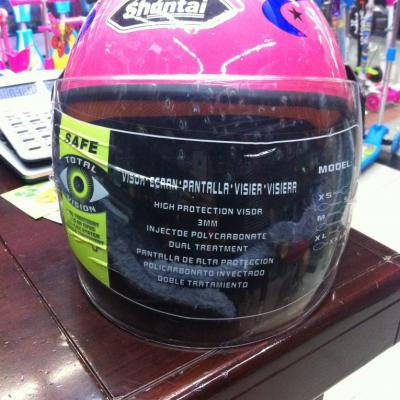 Shentai
SAFE
TOTAL
VISION
VISOR·ECRAN·PANTALLA·VISIER·VISIERA
HIGH PROTECTION VISOR
3MM
INJECTOE POLYCARBONATE
DUAL TREATMENT
PANTALLA DE ALTA PROTECCION
POLICARBONATO INYECTADO
DOBLE TRATAMIENTO
MODEL:
XS
M
XL